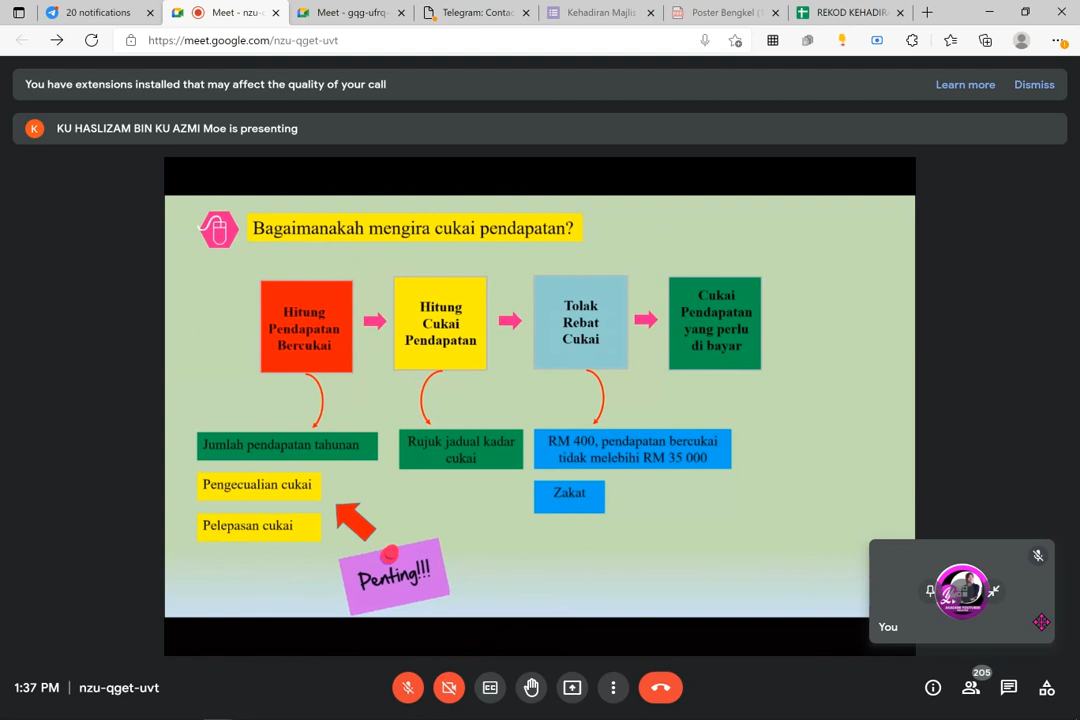 20 notifications
Meet - nzu-
Meet - gqg-ufrq-
Telegram: Contac
Kehadiran Majlis
Poster Bengkel (1
REKOD KEHADIRA
https://meet.google.com/nzu-qget-uvt
You have extensions installed that may affect the quality of your call
Learn more
Dismiss
K
KU HASLIZAM BIN KU AZMI Moe is presenting
Bagaimanakah mengira cukai pendapatan?
Hitung
Pendapatan
Bercukai
Hitung
Cukai
Pendapatan
Tolak
Rebat
Cukai
Cukai
Pendapatan
yang perlu
di bayar
Jumlah pendapatan tahunan
Pengecualian cukai
Pelepasan cukai
Rujuk jadual kadar
cukai
RM 400, pendapatan bercukai
tidak melebihi RM 35 000
Zakat
Penting!!!
You
1:37 PM | nzu-qget-uvt
CC
205